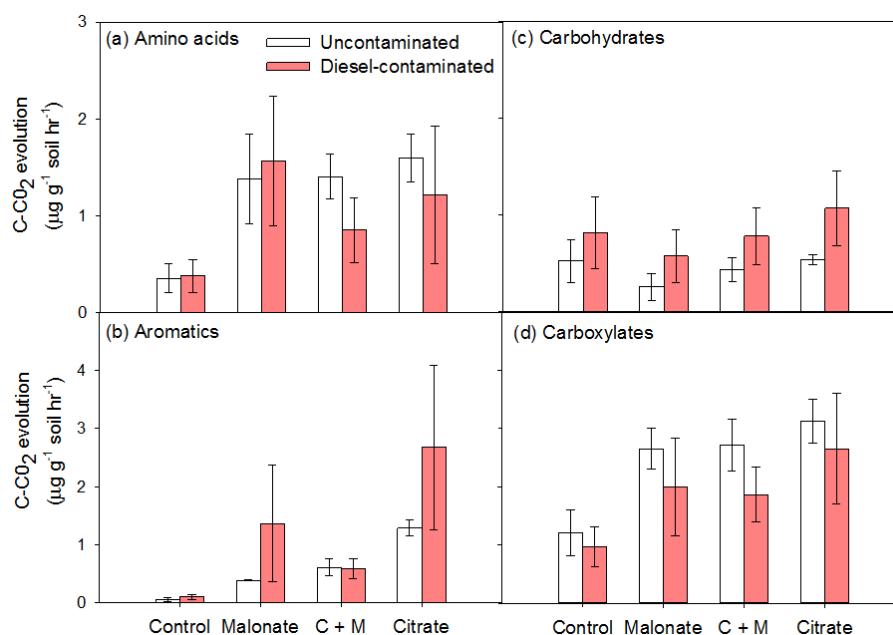 (a) Amino acids
Uncontaminated
Diesel-contaminated
(c) Carbohydrates
C-C0₂ evolution
(µg g⁻¹ soil hr⁻¹)
3
2
1
0
(b) Aromatics
(d) Carboxylates
C-C0₂ evolution
(µg g⁻¹ soil hr⁻¹)
4
3
2
1
0
Control Malonate C + M Citrate
Control Malonate C + M Citrate